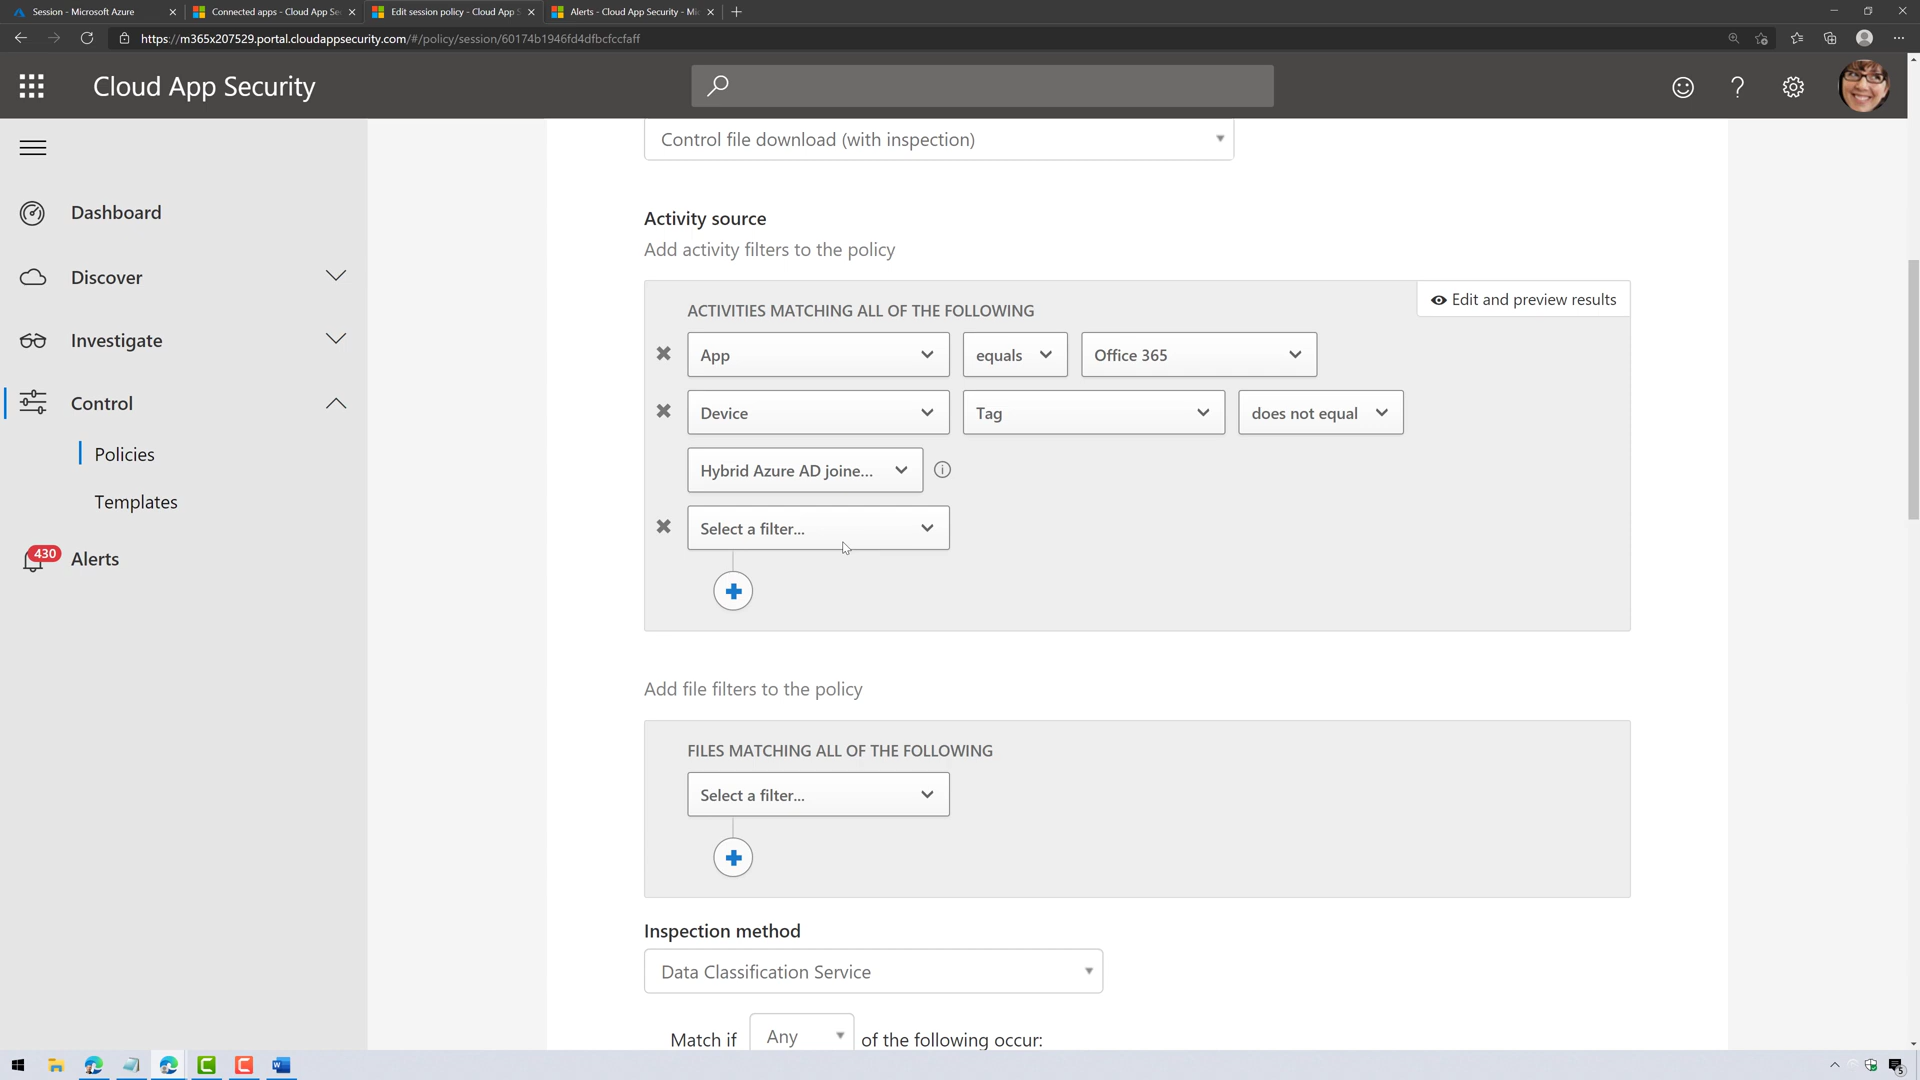 Session - Microsoft Azure
Connected apps - Cloud App Se
Edit session policy - Cloud App S
Alerts - Cloud App Security - Mi
https://m365x207529.portal.cloudappsecurity.com/#/policy/session/60174b1946fd4dfbcfccfaff
Cloud App Security
Dashboard
Discover
Investigate
Control
Policies
Templates
430
Alerts
Control file download (with inspection)
Activity source
Add activity filters to the policy
ACTIVITIES MATCHING ALL OF THE FOLLOWING
Edit and preview results
App equals Office 365
Device Tag does not equal
Hybrid Azure AD joine...
Select a filter...
Add file filters to the policy
FILES MATCHING ALL OF THE FOLLOWING
Select a filter...
Inspection method
Data Classification Service
Match if Any of the following occur:
5